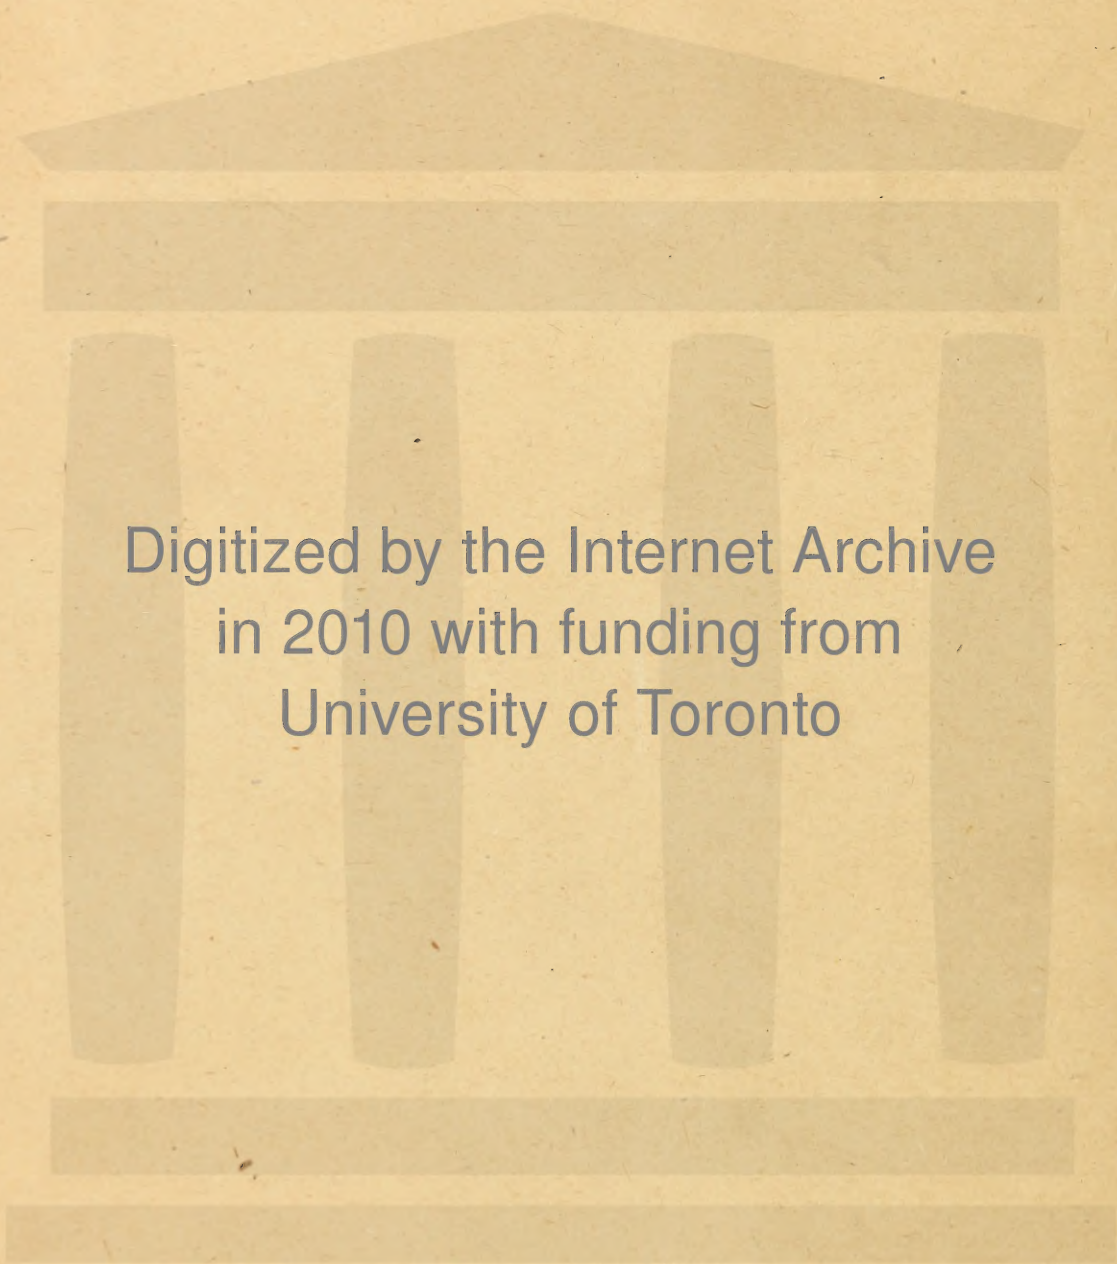 Digitized by the Internet Archive
in 2010 with funding from
University of Toronto